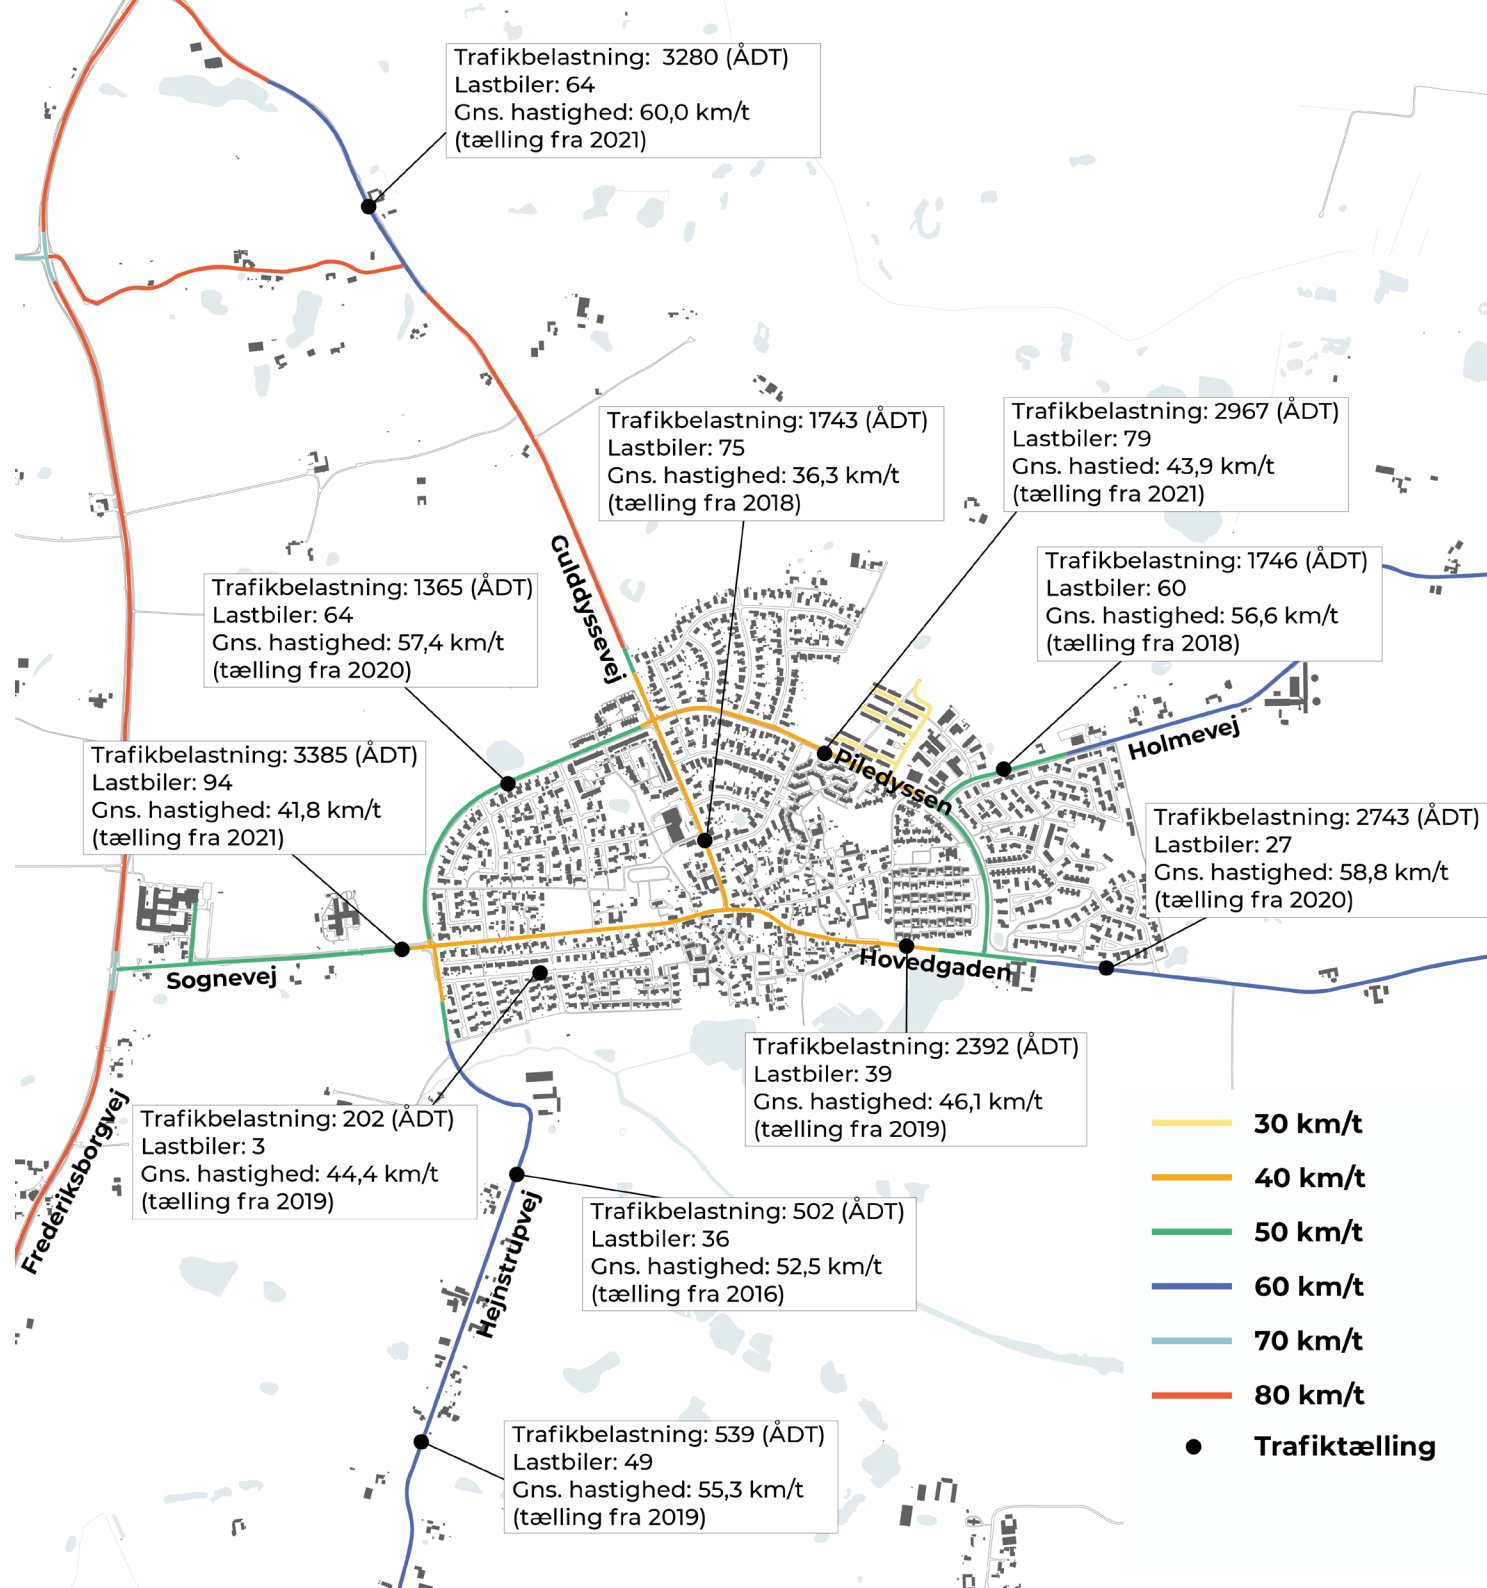 Trafikbelastning:  3280 (ÅDT)
Lastbiler: 64
Gns. hastighed: 60,0 km/t
(tælling fra 2021)
Trafikbelastning: 2967 (ÅDT)
Lastbiler: 79
Gns. hastied: 43,9 km/t
(tælling fra 2021)
Trafikbelastning: 1743 (ÅDT)
Lastbiler: 75
Gns. hastighed: 36,3 km/t
(tælling fra 2018)
Gulddyssevej
Trafikbelastning: 1746 (ÅDT)
Lastbiler: 60
Gns. hastighed: 56,6 km/t
(tælling fra 2018)
Trafikbelastning: 1365 (ÅDT)
Lastbiler: 64
Gns. hastighed: 57,4 km/t
(tælling fra 2020)
Holmevej
Trafikbelastning: 3385 (ÅDT)
Lastbiler: 94
Gns. hastighed: 41,8 km/t
(tælling fra 2021)
Piledyssen
Trafikbelastning: 2743 (ÅDT)
Lastbiler: 27
Gns. hastighed: 58,8 km/t
(tælling fra 2020)
Sognevej
Hovedgaden
Trafikbelastning: 2392 (ÅDT)
Lastbiler: 39
Gns. hastighed: 46,1 km/t
(tælling fra 2019)
Frederiksborgvej
Trafikbelastning: 202 (ÅDT)
Lastbiler: 3
Gns. hastighed: 44,4 km/t
(tælling fra 2019)
Hejnstrupvej
Trafikbelastning: 502 (ÅDT)
Lastbiler: 36
Gns. hastighed: 52,5 km/t
(tælling fra 2016)
Trafikbelastning: 539 (ÅDT)
Lastbiler: 49
Gns. hastighed: 55,3 km/t
(tælling fra 2019)
30 km/t
40 km/t
50 km/t
60 km/t
70 km/t
80 km/t
Trafiktælling